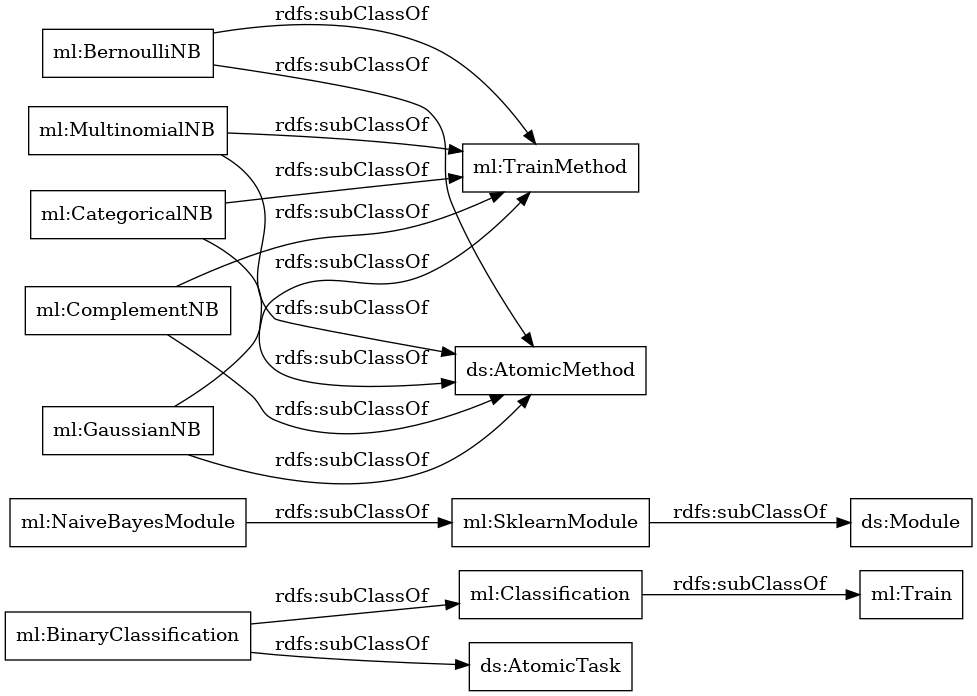 rdfs:subClassOf
ml:BernoulliNB
rdfs:subClassOf
ml:MultinomialNB
rdfs:subClassOf
ml:TrainMethod
rdfs:subClassOf
ml:CategoricalNB
rdfs:subClassOf
rdfs:subClassOf
ml:ComplementNB
rdfs:subClassOf
rdfs:subClassOf
ds:AtomicMethod
rdfs:subClassOf
ml:GaussianNB
rdfs:subClassOf
ml:NaiveBayesModule
rdfs:subClassOf
ml:SklearnModule
rdfs:subClassOf
ds:Module
rdfs:subClassOf
ml:Classification
rdfs:subClassOf
ml:Train
ml:BinaryClassification
rdfs:subClassOf
ds:AtomicTask